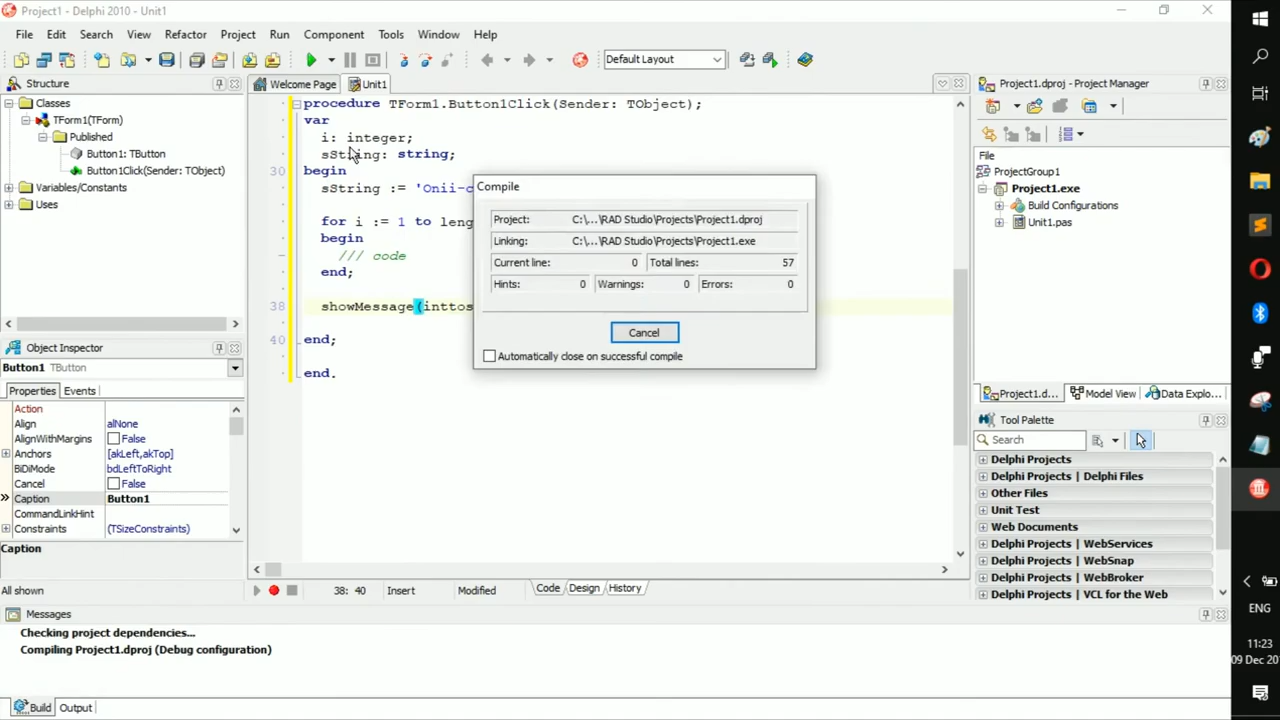 Project1 - Delphi 2010 - Unit1
File Edit Search View Refactor Project Run Component Tools Window Help
Default Layout
Structure
Classes
TForm1(TForm)
Published
Button1: TButton
Button1Click(Sender: TObject)
Variables/Constants
Uses
Object Inspector
Button1 TButton
Properties Events
Action
Align alNone
AlignWithMargins False
Anchors [akLeft,akTop]
BiDiMode bdLeftToRight
Cancel False
Caption Button1
CommandLinkHint
Constraints (TSizeConstraints)
Caption
All shown
Welcome Page Unit1
procedure TForm1.Button1Click(Sender: TObject);
var
i: integer;
sString: string;
30 begin
sString := 'Onii-c
for i := 1 to leng
begin
/// code
end;
38 showMessage(inttos
40 end;
end.
38: 40 Insert Modified Code Design History
Compile
Project: C:\...\RAD Studio\Projects\Project1.dproj
Linking: C:\...\RAD Studio\Projects\Project1.exe
Current line: 0 Total lines: 57
Hints: 0 Warnings: 0 Errors: 0
Cancel
Automatically close on successful compile
Project1.dproj - Project Manager
File
ProjectGroup1
Project1.exe
Build Configurations
Unit1.pas
Project1.d... Model View Data Explo...
Tool Palette
Search
Delphi Projects
Delphi Projects | Delphi Files
Other Files
Unit Test
Web Documents
Delphi Projects | WebServices
Delphi Projects | WebSnap
Delphi Projects | WebBroker
Delphi Projects | VCL for the Web
Messages
Checking project dependencies...
Compiling Project1.dproj (Debug configuration)
Build Output
ENG
11:23
09 Dec 20